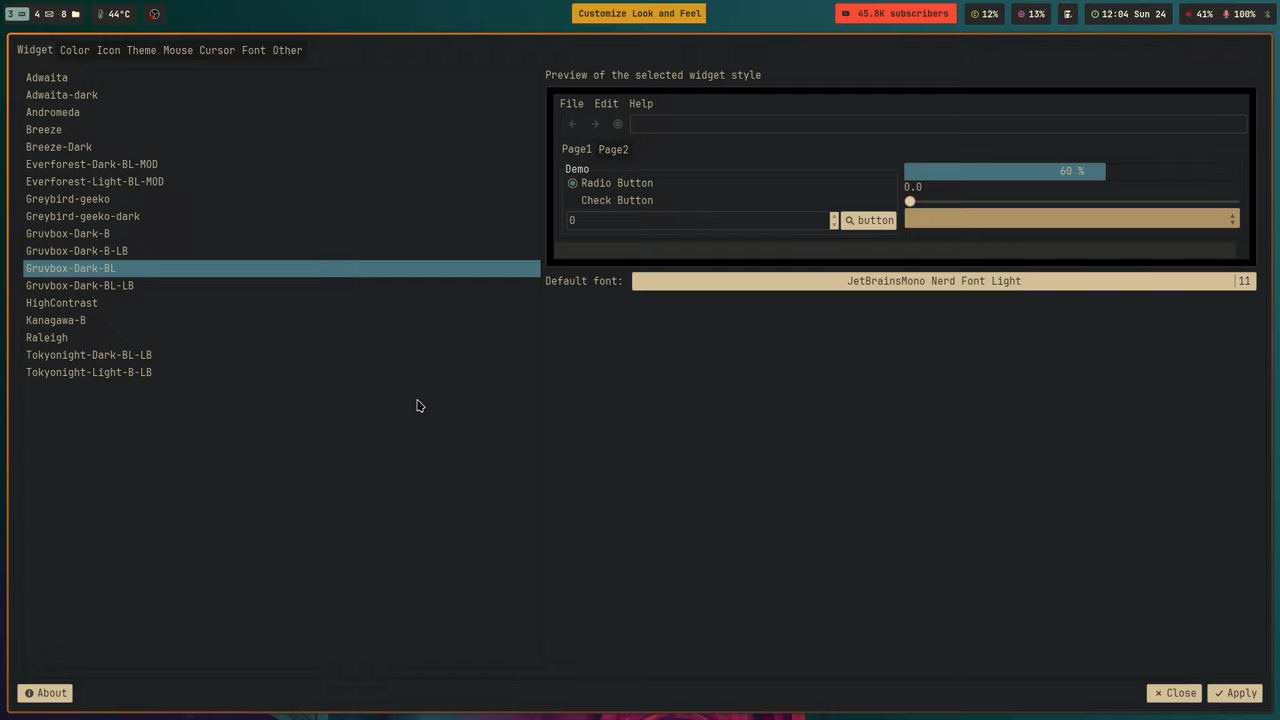 3 4 8 44°C Customize Look and Feel 45.8K subscribers 12% 13% 12:04 Sun 24 41% 100%
Widget Color Icon Theme Mouse Cursor Font Other
Adwaita
Adwaita-dark
Andromeda
Breeze
Breeze-Dark
Everforest-Dark-BL-MOD
Everforest-Light-BL-MOD
Greybird-geeko
Greybird-geeko-dark
Gruvbox-Dark-B
Gruvbox-Dark-B-LB
Gruvbox-Dark-BL
Gruvbox-Dark-BL-LB
HighContrast
Kanagawa-B
Raleigh
Tokyonight-Dark-BL-LB
Tokyonight-Light-B-LB
Preview of the selected widget style
File Edit Help
Page1 Page2
Demo
Radio Button
Check Button
0 button
60 %
0.0
Default font: JetBrainsMono Nerd Font Light 11
About
Close Apply